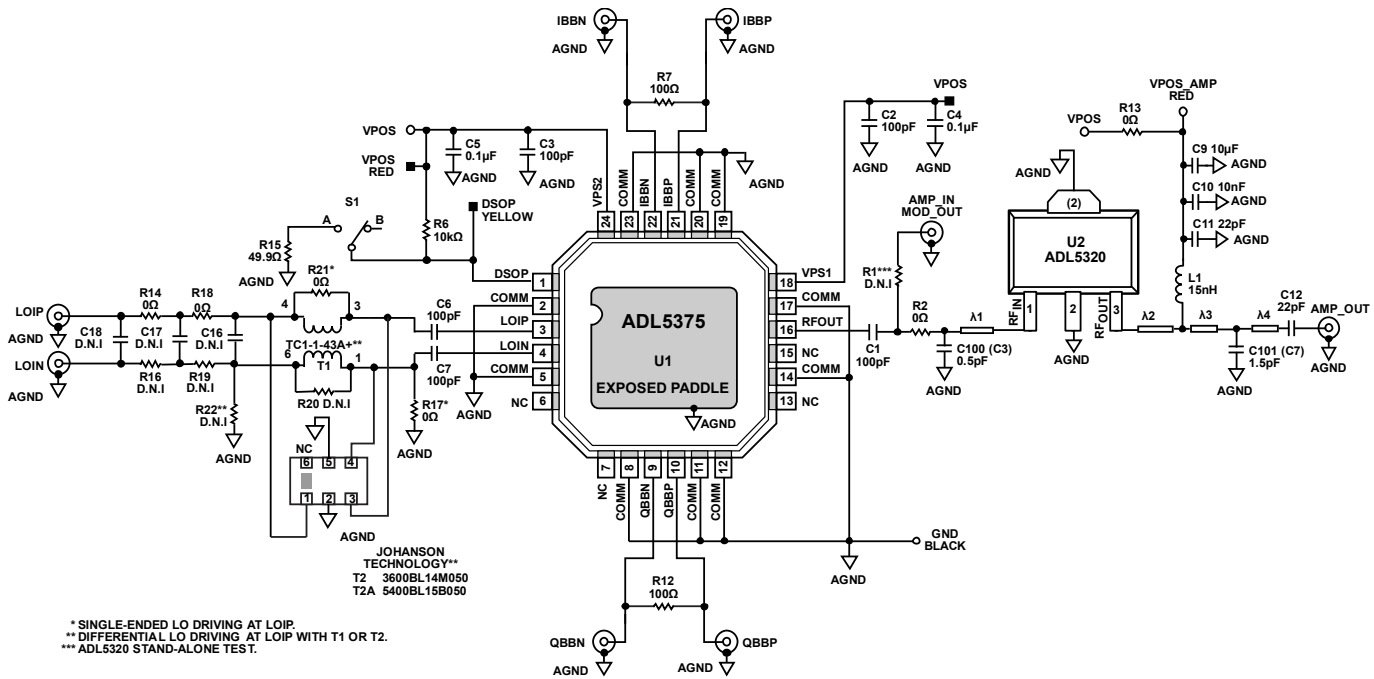 IBBN
IBBP
AGND
AGND
R7
100Ω
VPOS
VPOS
RED
C5
0.1µF
AGND
C3
100pF
AGND
VPS2
COMM
IBBN
IBBP
COMM
COMM
AGND
24
23
22
21
20
19
S1
A
B
R15
49.9Ω
AGND
R6
10kΩ
DSOP
YELLOW
C2
100pF
AGND
C4
0.1µF
AGND
VPOS
AMP_IN
MOD_OUT
AGND
R1***
D.N.I
R2
0Ω
C1
100pF
C100 (C3)
0.5pF
AGND
λ1
VPOS
R13
0Ω
VPOS_AMP
RED
C9 10µF
AGND
C10 10nF
AGND
C11 22pF
AGND
L1
15nH
AGND
(2)
U2
ADL5320
RFIN
1
2
3
RFOUT
AGND
λ2
λ3
λ4
C101 (C7)
1.5pF
AGND
C12
22pF
AMP_OUT
AGND
LOIP
AGND
LOIN
AGND
C18
D.N.I
R14
0Ω
C17
D.N.I
R18
0Ω
C16
D.N.I
R16
D.N.I
R19
D.N.I
R22**
D.N.I
AGND
R21*
0Ω
4
3
TC1-1-43A+**
T1
6
1
R20 D.N.I
C6
100pF
C7
100pF
R17*
0Ω
AGND
NC
6
5
4
1
2
3
AGND
JOHANSON
TECHNOLOGY**
T2 3600BL14M050
T2A 5400BL15B050
DSOP
1
COMM
2
LOIP
3
LOIN
4
COMM
5
NC
6
AGND
ADL5375
U1
EXPOSED PADDLE
AGND
18
VPS1
17
COMM
16
RFOUT
15
NC
14
COMM
13
NC
7
8
9
10
11
12
NC
COMM
QBBN
QBBP
COMM
COMM
GND
BLACK
AGND
R12
100Ω
QBBN
QBBP
AGND
AGND
* SINGLE-ENDED LO DRIVING AT LOIP.
** DIFFERENTIAL LO DRIVING AT LOIP WITH T1 OR T2.
*** ADL5320 STAND-ALONE TEST.